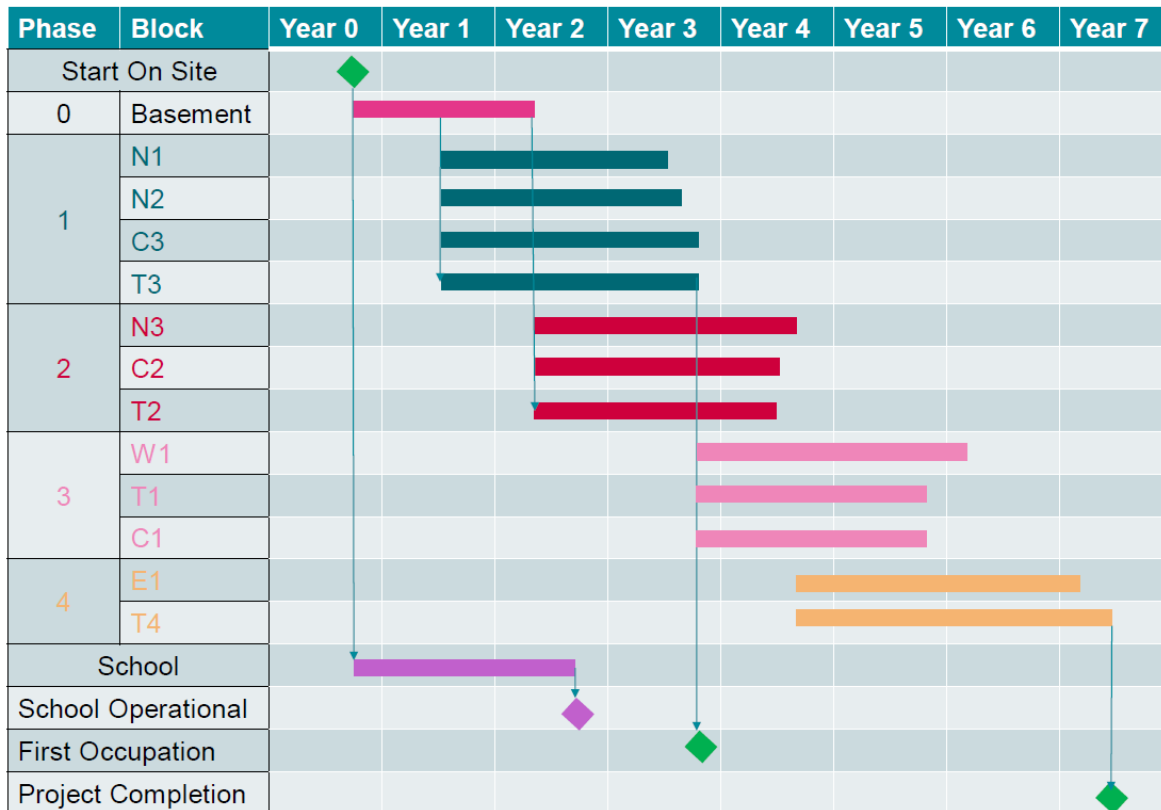 Phase Block Year 0 Year 1 Year 2 Year 3 Year 4 Year 5 Year 6 Year 7
Start On Site
0 Basement
1
N1
N2
C3
T3
2
N3
C2
T2
3
W1
T1
C1
4
E1
T4
School
School Operational
First Occupation
Project Completion